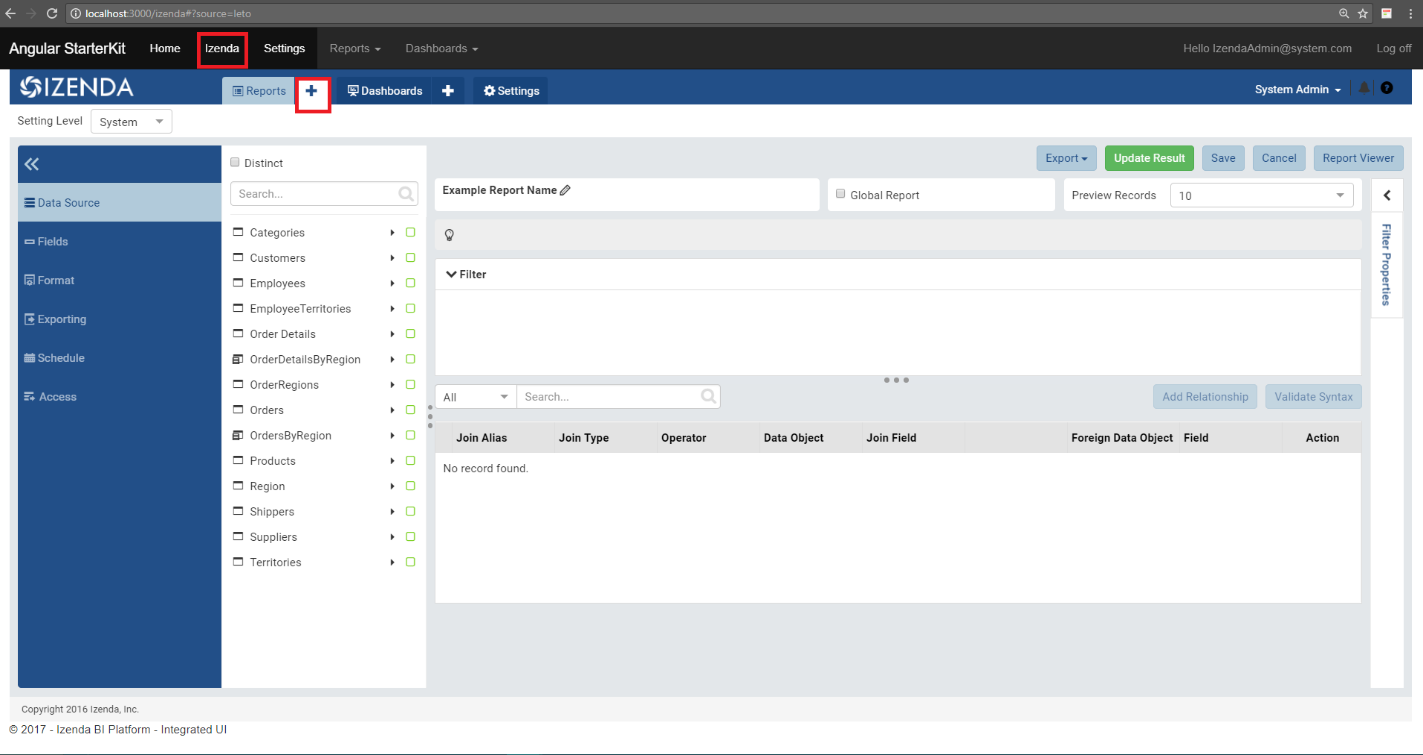 localhost:3000/izenda#?source=leto
Angular StarterKit Home Izenda Settings Reports Dashboards Hello IzendaAdmin@system.com Log off
IZENDA Reports Dashboards Settings System Admin ?
Setting Level System
Distinct Export Update Result Save Cancel Report Viewer
Search...
Example Report Name Global Report Preview Records 10
Data Source
Fields
Format
Exporting
Schedule
Access
Categories
Customers
Employees
EmployeeTerritories
Order Details
OrderDetailsByRegion
OrderRegions
Orders
OrdersByRegion
Products
Region
Shippers
Suppliers
Territories
Filter
Filter Properties
All Search... Add Relationship Validate Syntax
Join Alias Join Type Operator Data Object Join Field Foreign Data Object Field Action
No record found.
Copyright 2016 Izenda, Inc.
© 2017 - Izenda BI Platform - Integrated UI